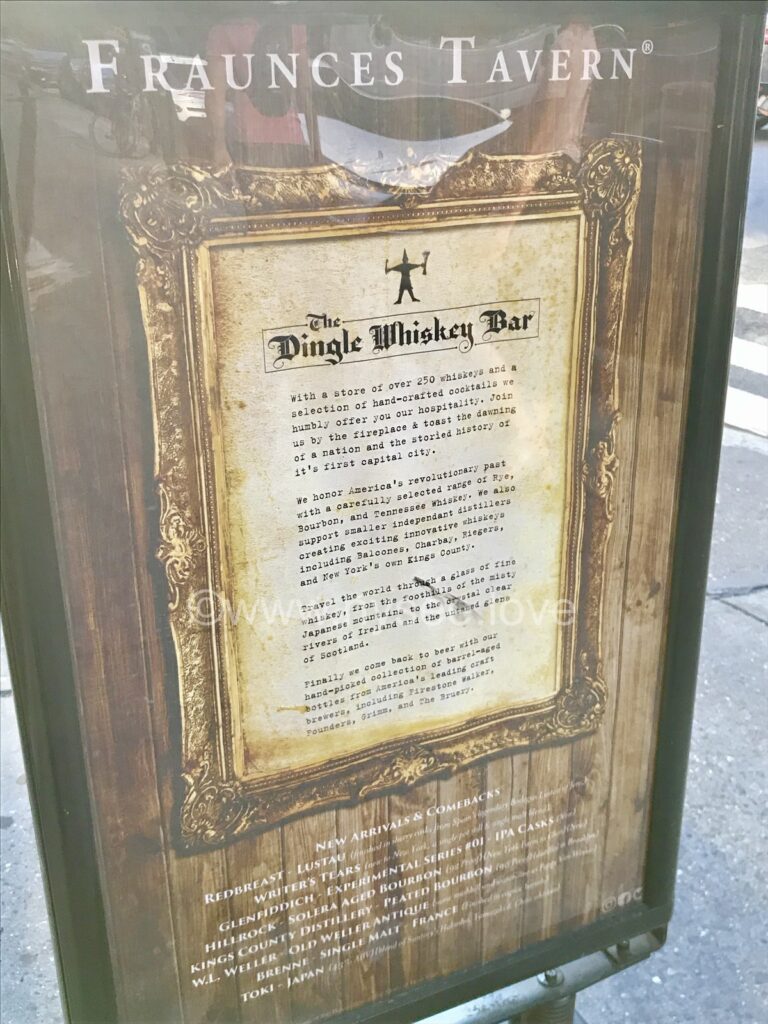 FRAUNCES TAVERN®
The
Dingle Whiskey Bar
With a store of over 250 whiskeys and a
selection of hand-crafted cocktails we
humbly offer you our hospitality. Join
us by the fireplace & toast the dawning
of a nation and the storied history of
it's first capital city.
We honor America's revolutionary past
with a carefully selected range of Rye,
Bourbon, and Tennessee Whiskey. We also
support smaller independant distillers
creating exciting innovative whiskeys
including Balcones, Charbay, Riegers,
and New York's own Kings County.
Travel the world through a glass of fine
whiskey, from the foothills of the misty
Japanese mountains to the crystal clear
rivers of Ireland and the untamed glens
of Scotland.
Finally we come back to beer with our
hand-picked collection of barrel-aged
bottles from America's leading craft
brewers, including Firestone Walker,
Founders, Grimm, and The Bruery.
NEW ARRIVALS & COMEBACKS
REDBREAST - LUSTAU
WRITER'S TEARS
GLENFIDDICH - EXPERIMENTAL SERIES #01 - IPA CASKS
HILLROCK - SOLERA AGED BOURBON
KINGS COUNTY DISTILLERY - PEATED BOURBON
W.L. WELLER - OLD WELLER ANTIQUE
BRENNE - SINGLE MALT - FRANCE
TOKI - JAPAN